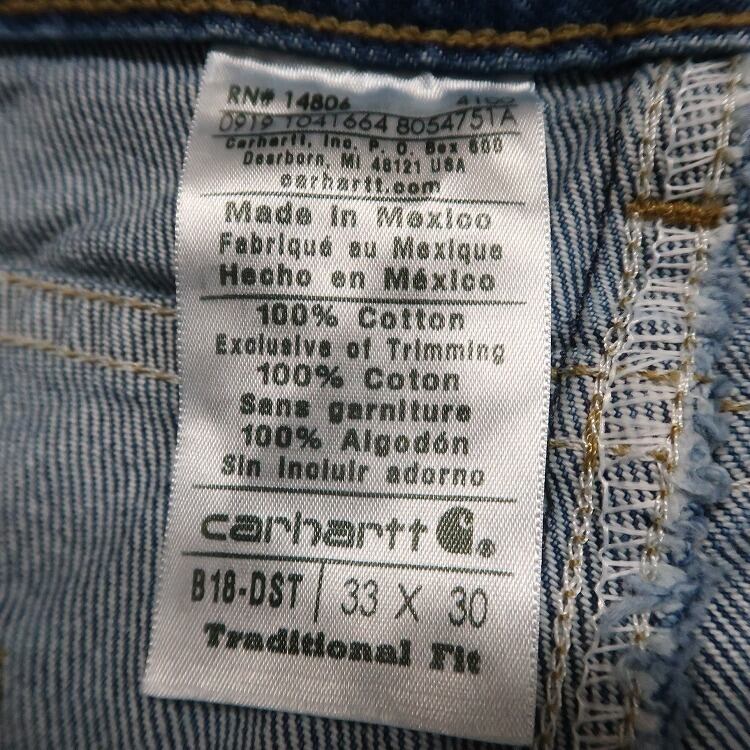 RN# 14806 4100
0919 1041664 8054751A
Carhartt, Inc. P. O. Box 600
Dearborn, MI 48121 USA
carhartt.com
Made in Mexico
Fabriqué au Mexique
Hecho en México
100% Cotton
Exclusive of Trimming
100% Coton
Sans garniture
100% Algodón
Sin incluir adorno
carhartt ®
B18-DST 33 X 30
Traditional Fit